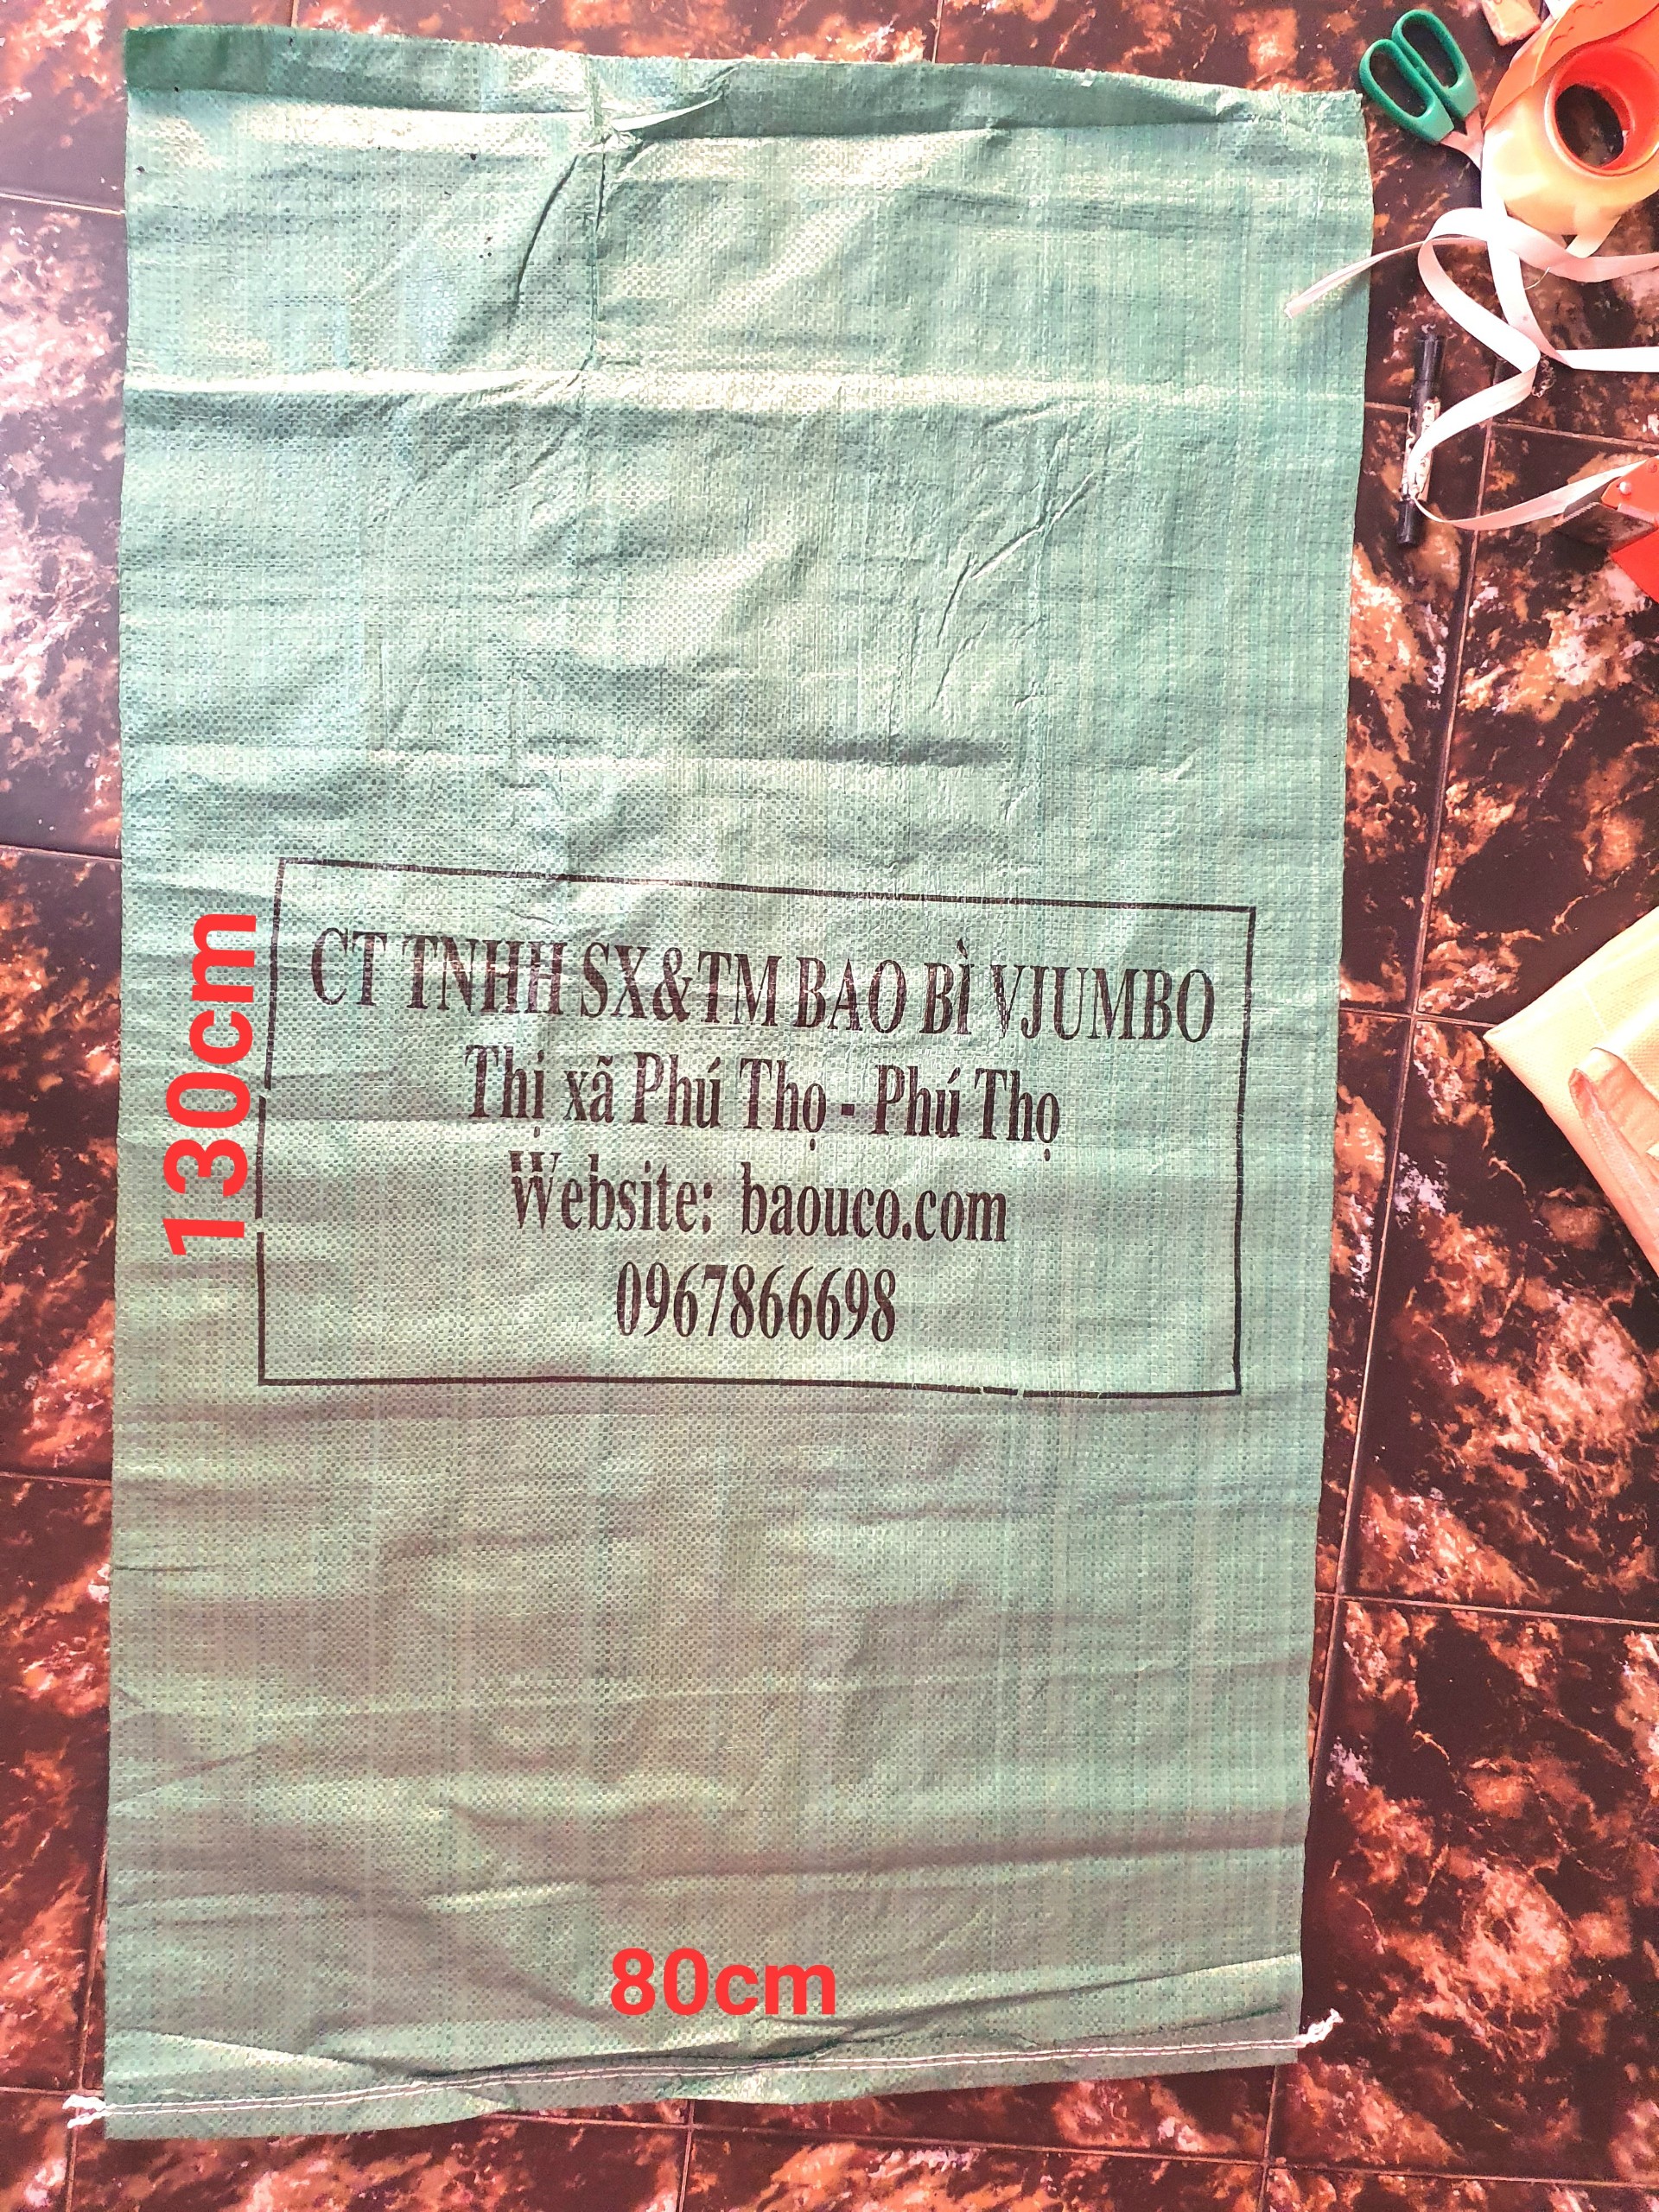 CT TNHH SX&TM BAO BÌ VJUMBO
Thị xã Phú Thọ - Phú Thọ
Website: baouco.com
0967866698
130cm
80cm